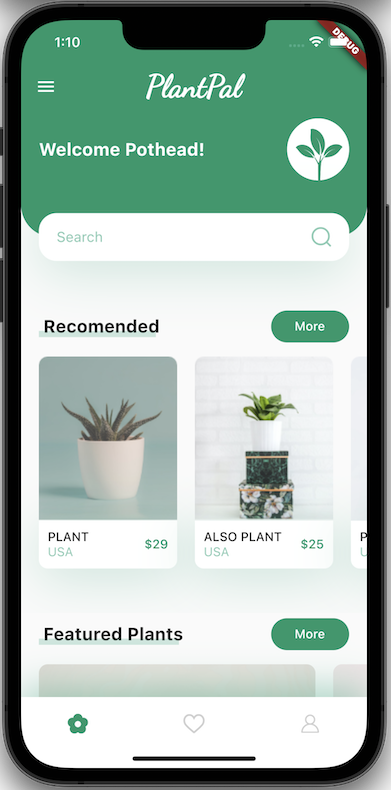 1:10
DEBUG
PlantPal
Welcome Pothead!
Search
Recomended
More
PLANT
USA
$29
ALSO PLANT
USA
$25
P
U
Featured Plants
More